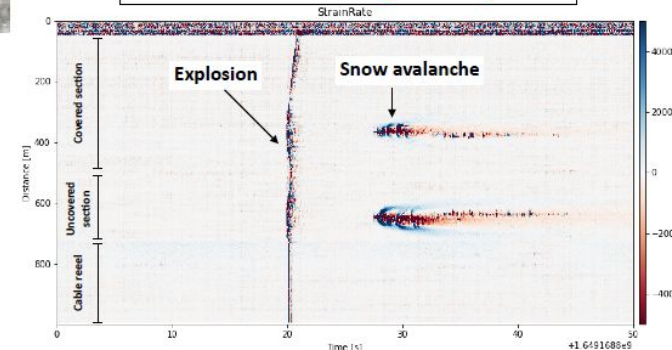 StrainRate
Explosion
Snow avalanche
Covered section
Uncovered
section
Cable reeel
Distance [m]
0
200
400
600
800
0
10
20
30
40
50
Time [s]
+1.6491688e9
4000
2000
0
-200
-400